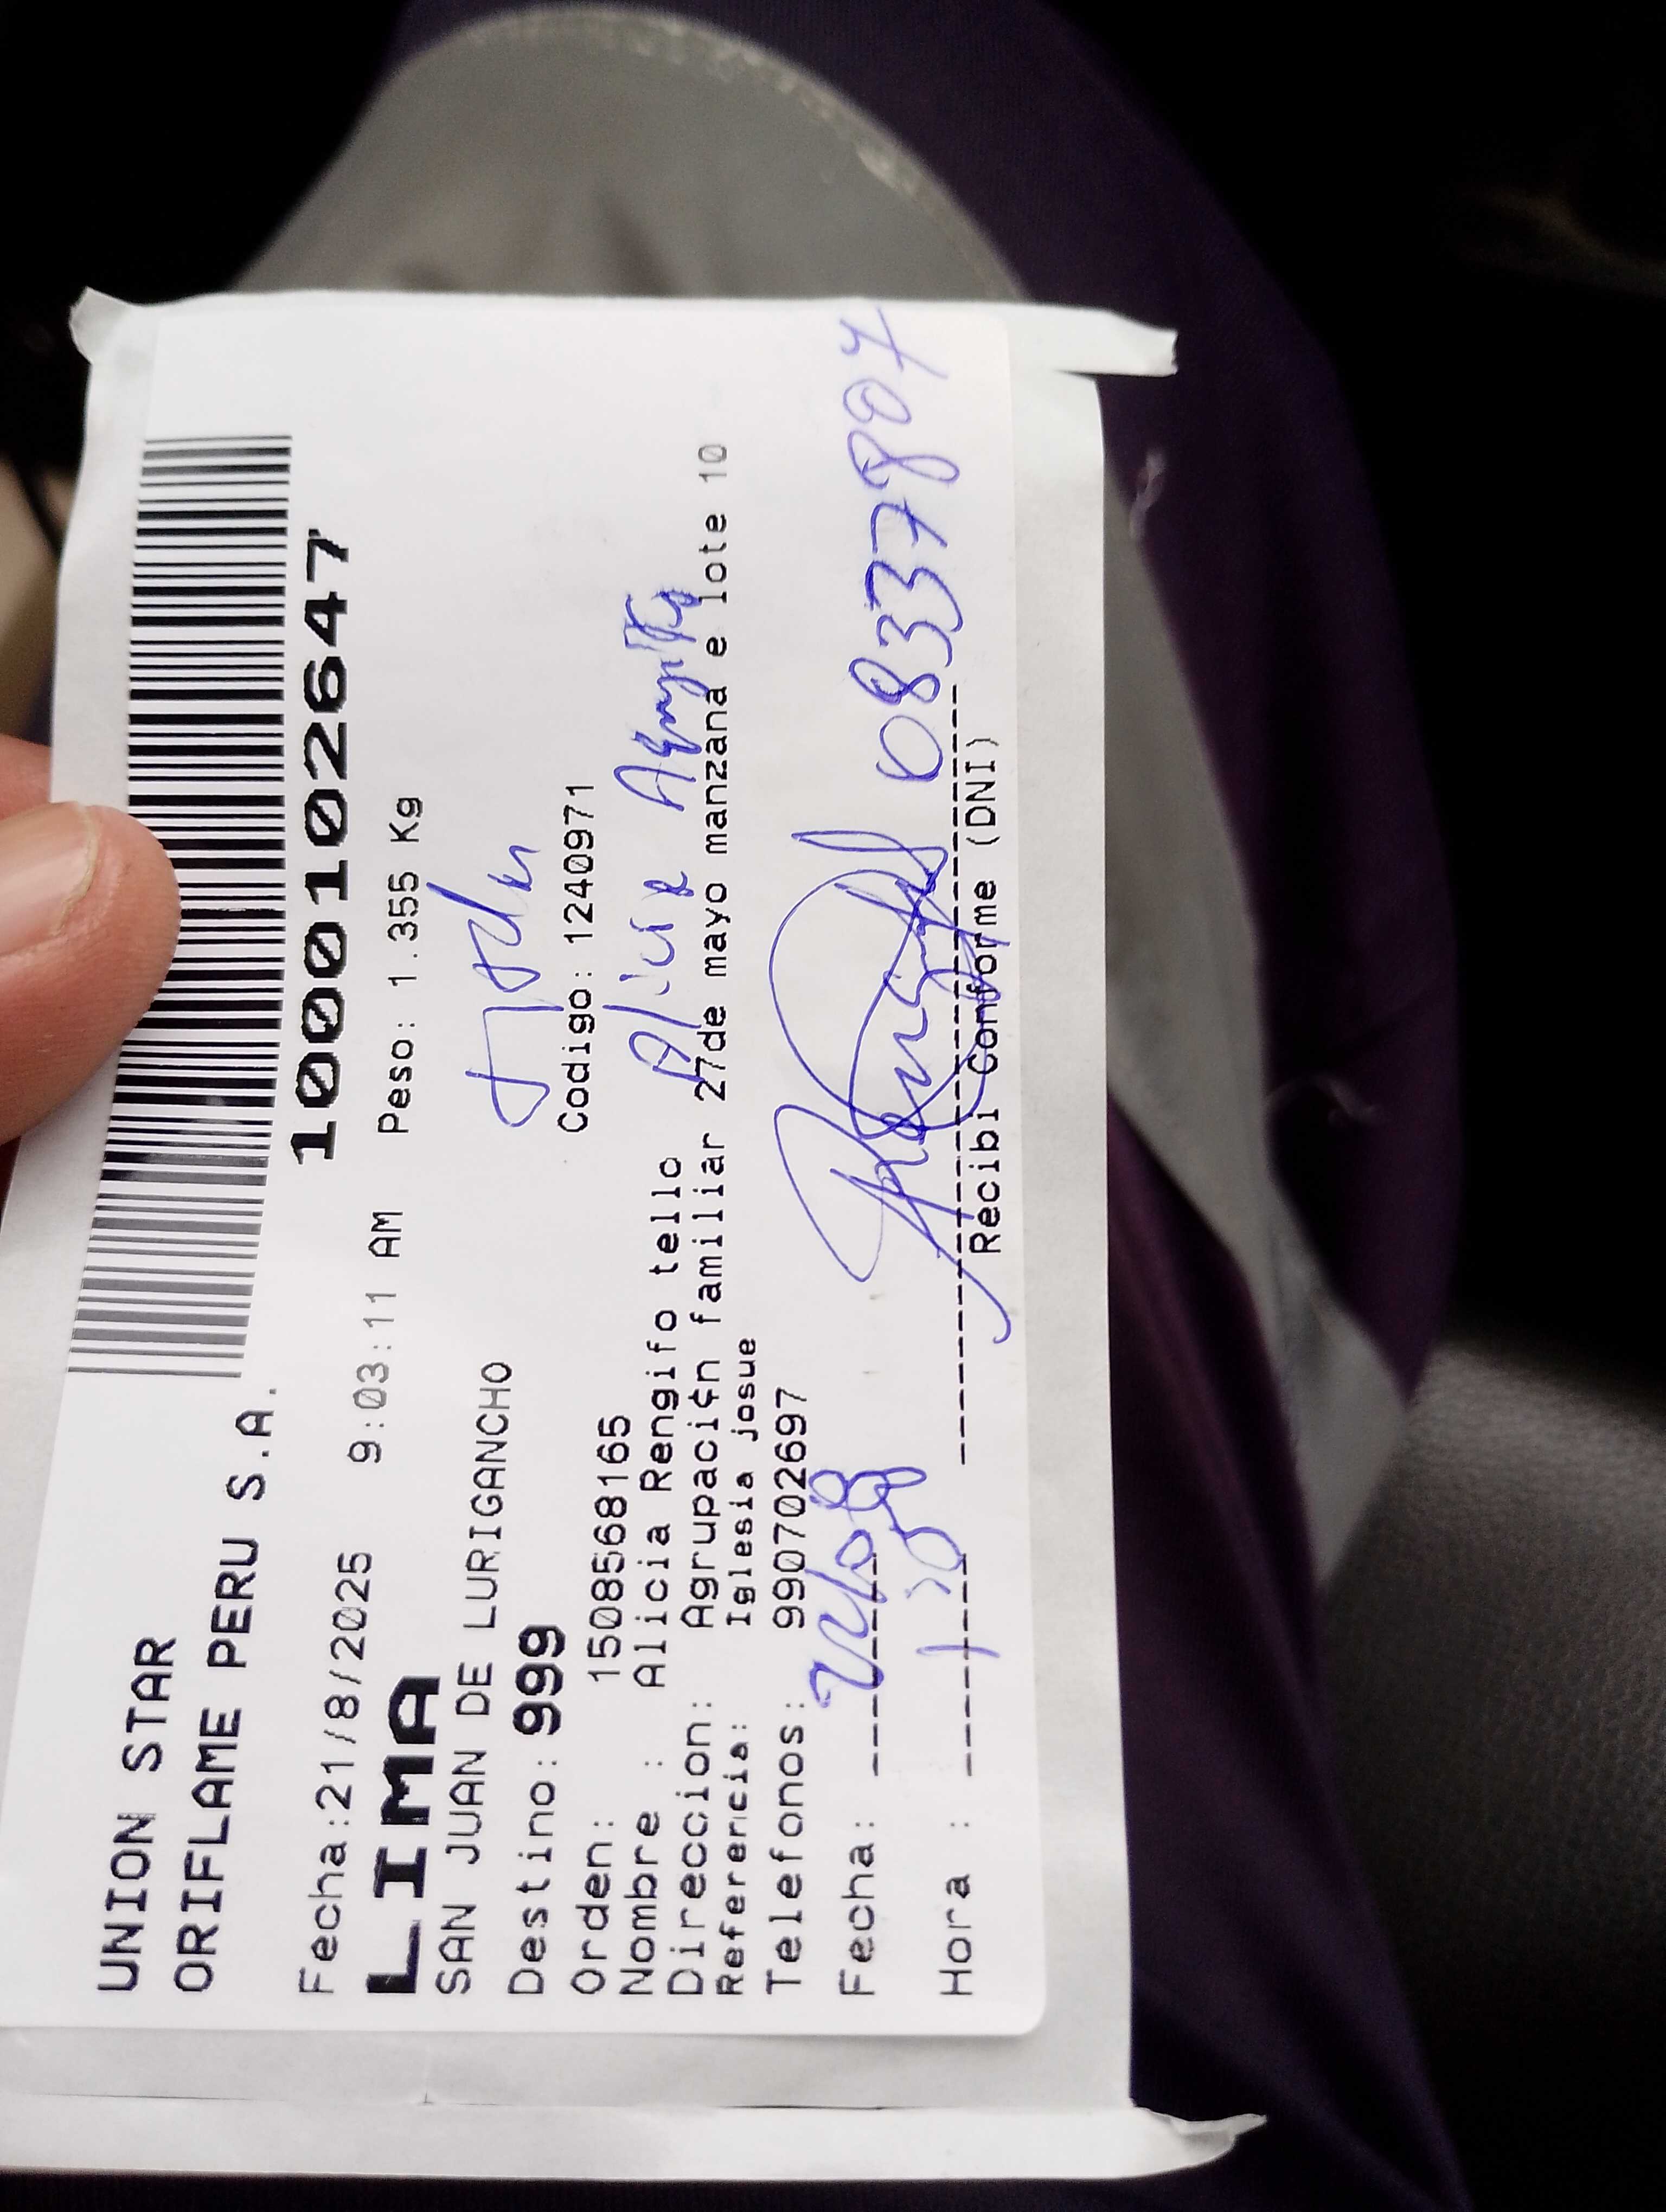 UNION STAR
ORIFLAME PERU S.A.
1000102647
Fecha:21/8/2025 9:03:11 AM Peso: 1.355 Kg
LIMA
SAN JUAN DE LURIGANCHO
Destino: 999
Codigo: 1240971
Orden: 1508568165
Nombre : Alicia Rengifo tello
Alicia
Direccion: Agrupaci¢n familiar 27de mayo manzana e lote 10
Referencia: Iglesia josue
Telefonos: 990702697
Fecha:
08337807
Hora :
Recibi Conforme (DNI)